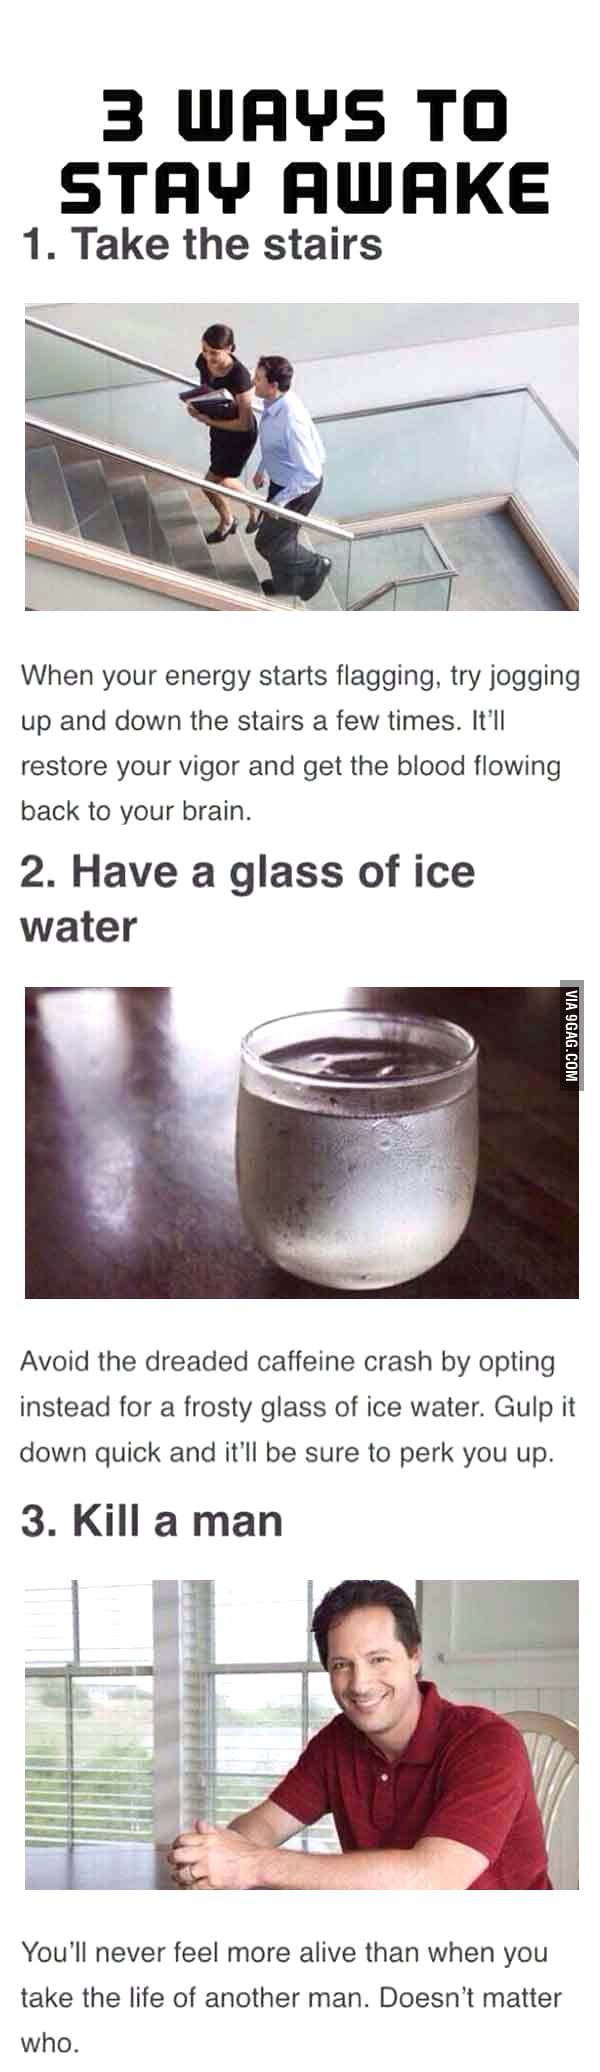 3 WAYS TO
STAY AWAKE
1. Take the stairs
When your energy starts flagging, try jogging
up and down the stairs a few times. It'll
restore your vigor and get the blood flowing
back to your brain.
2. Have a glass of ice
water
VIA 9GAG.COM
Avoid the dreaded caffeine crash by opting
instead for a frosty glass of ice water. Gulp it
down quick and it'll be sure to perk you up.
3. Kill a man
You'll never feel more alive than when you
take the life of another man. Doesn't matter
who.